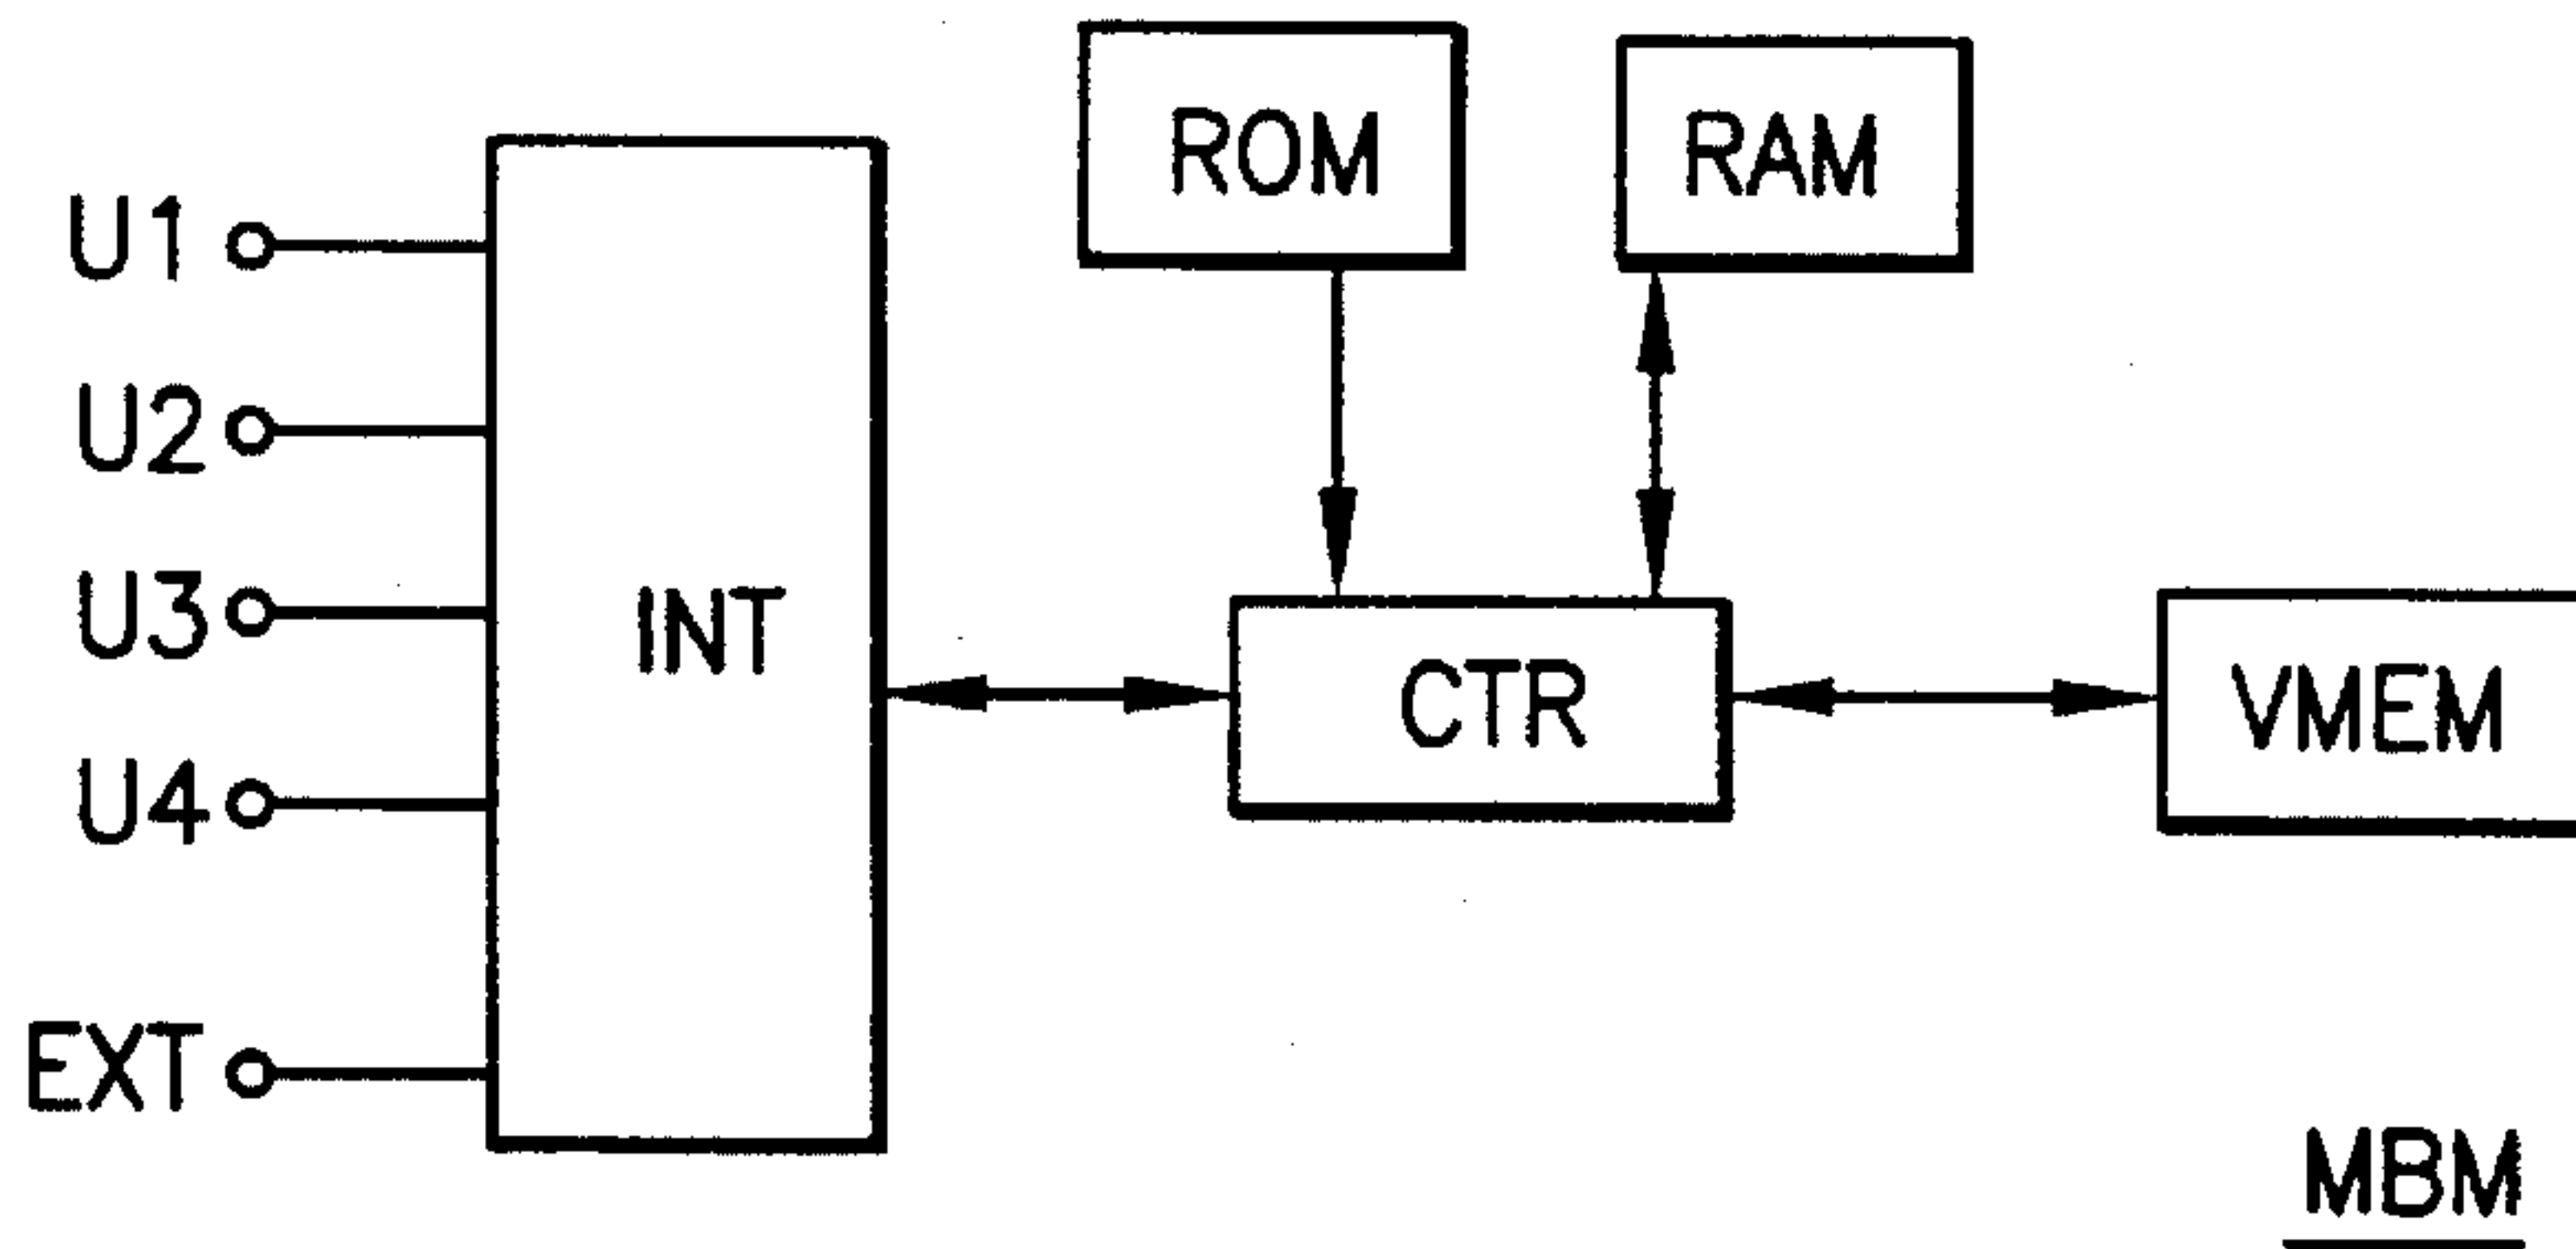 ROM
RAM
U1
U2
U3
INT
CTR
VMEM
U4
EXT
MBM